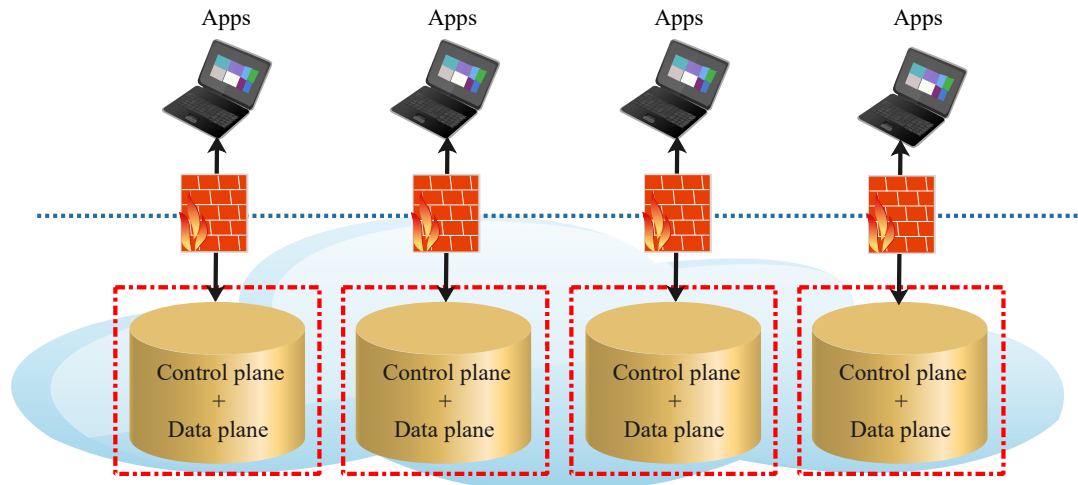 Apps
Apps
Apps
Apps
Control plane
+
Data plane
Control plane
+
Data plane
Control plane
+
Data plane
Control plane
+
Data plane